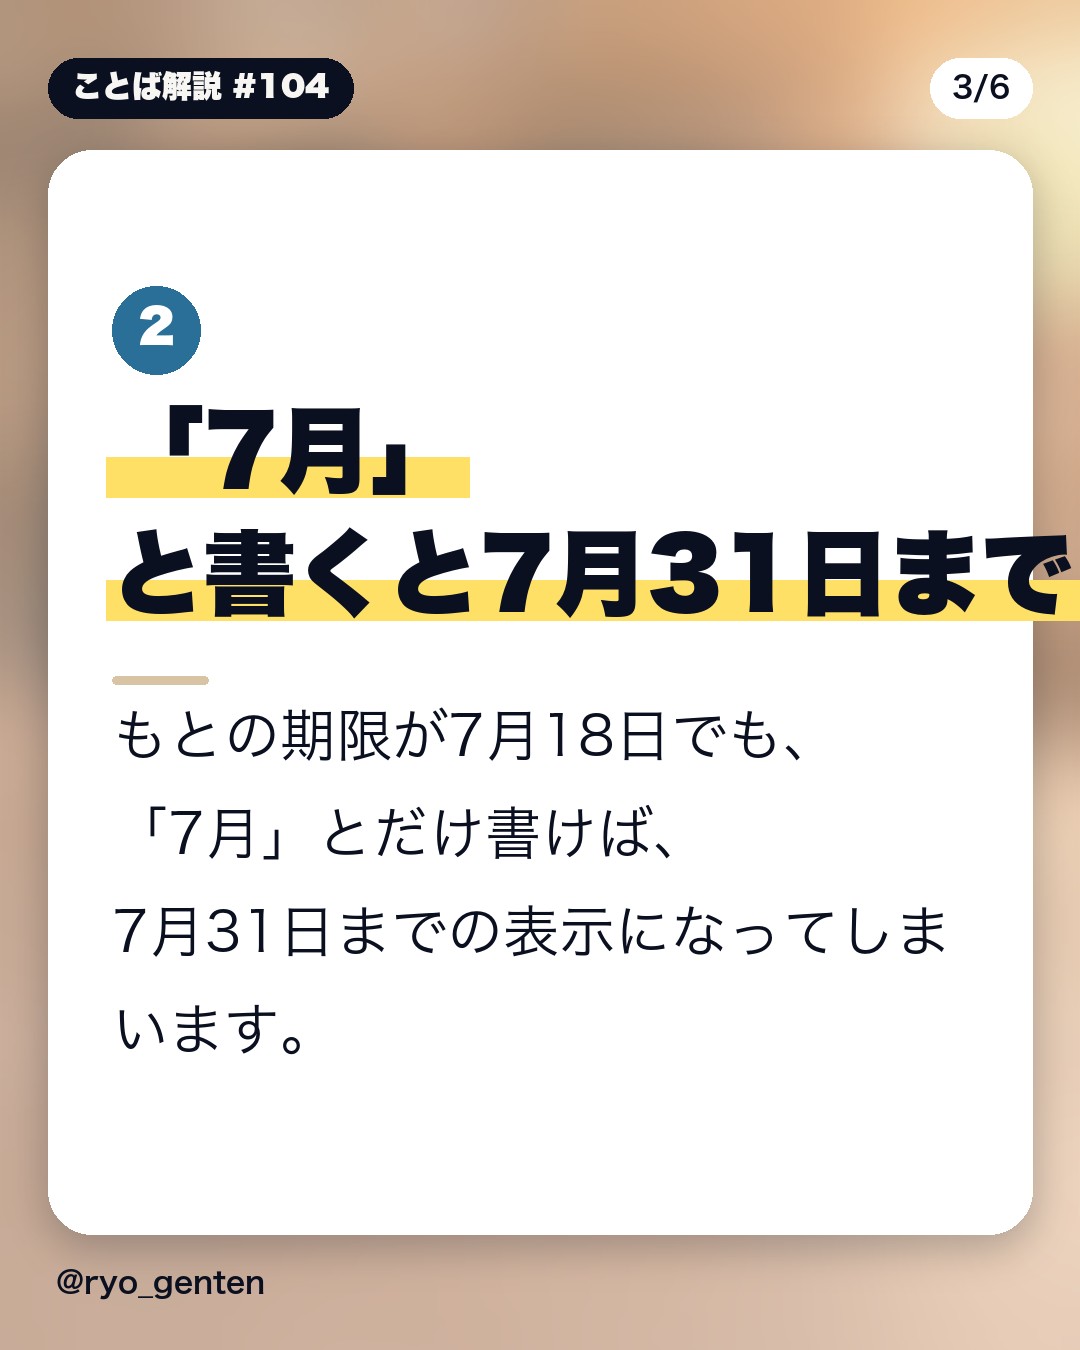 ことば解説 #104
3/6
2
「7月」
と書くと7月31日まで
もとの期限が7月18日でも、
「7月」とだけ書けば、
7月31日までの表示になってしま
います。
@ryo_genten